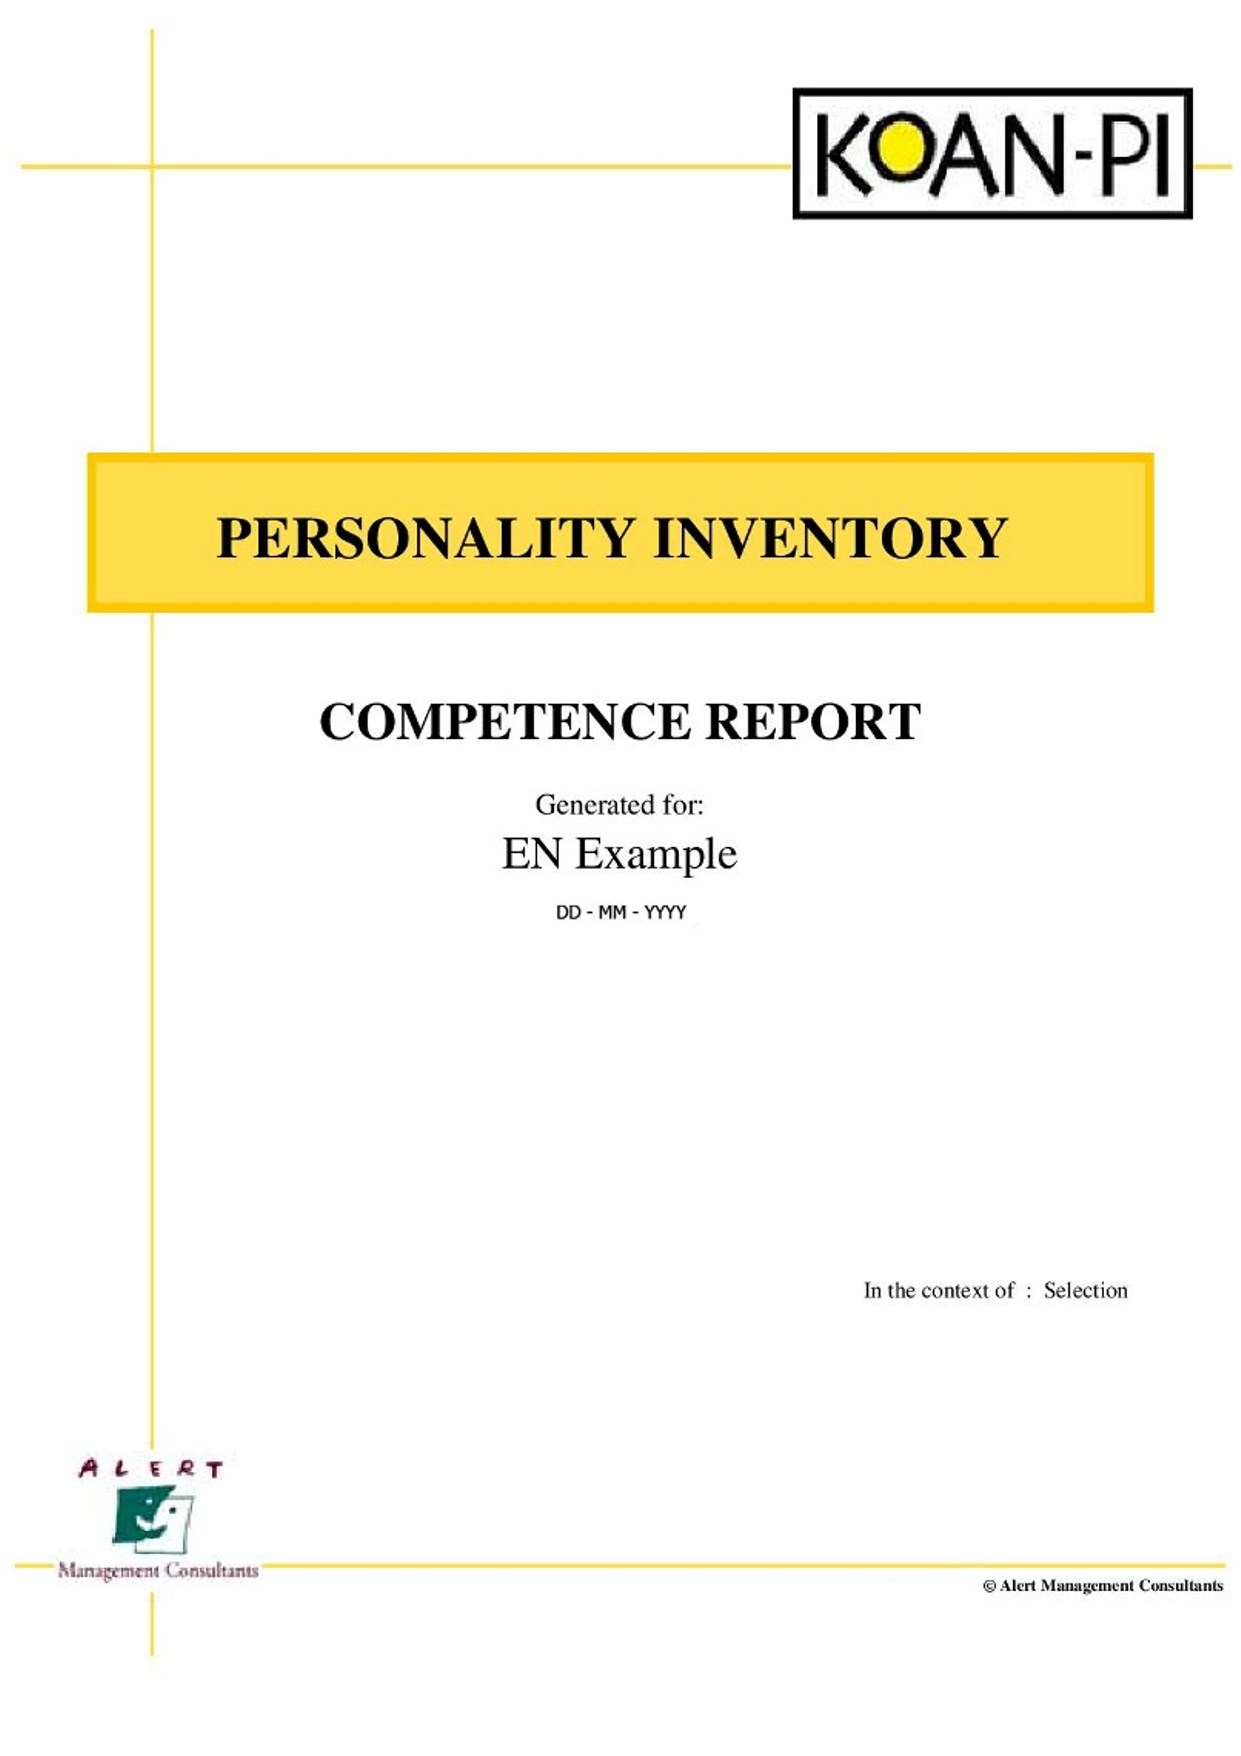 KOAN-PI
PERSONALITY INVENTORY
COMPETENCE REPORT
Generated for:
EN Example
DD - MM - YYYY
In the context of : Selection
ALERT
Management Consultants
© Alert Management Consultants